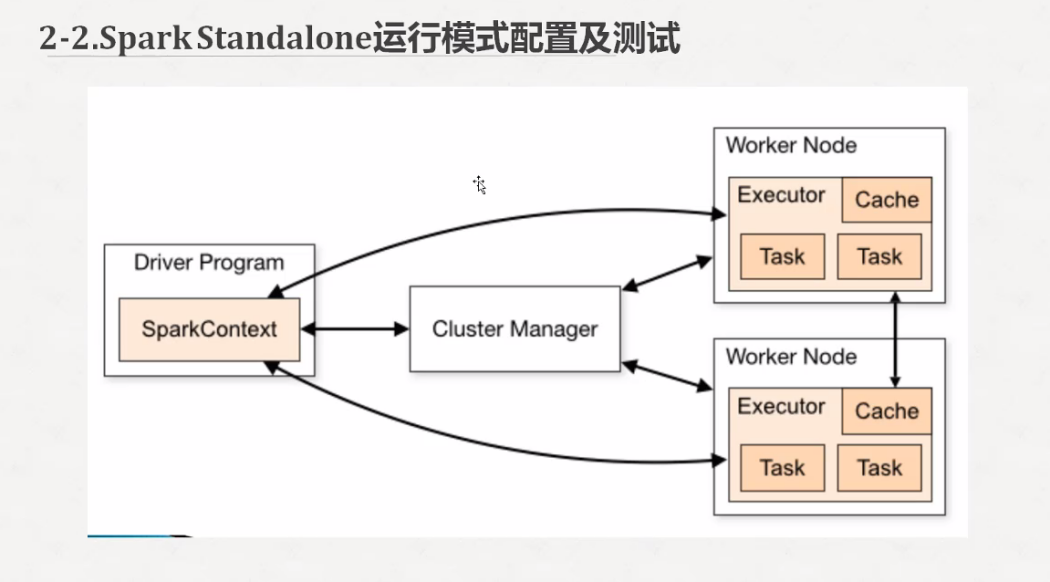 2-2.Spark Standalone运行模式配置及测试
Worker Node
Executor
Cache
Task
Task
Driver Program
SparkContext
Cluster Manager
Worker Node
Executor
Cache
Task
Task